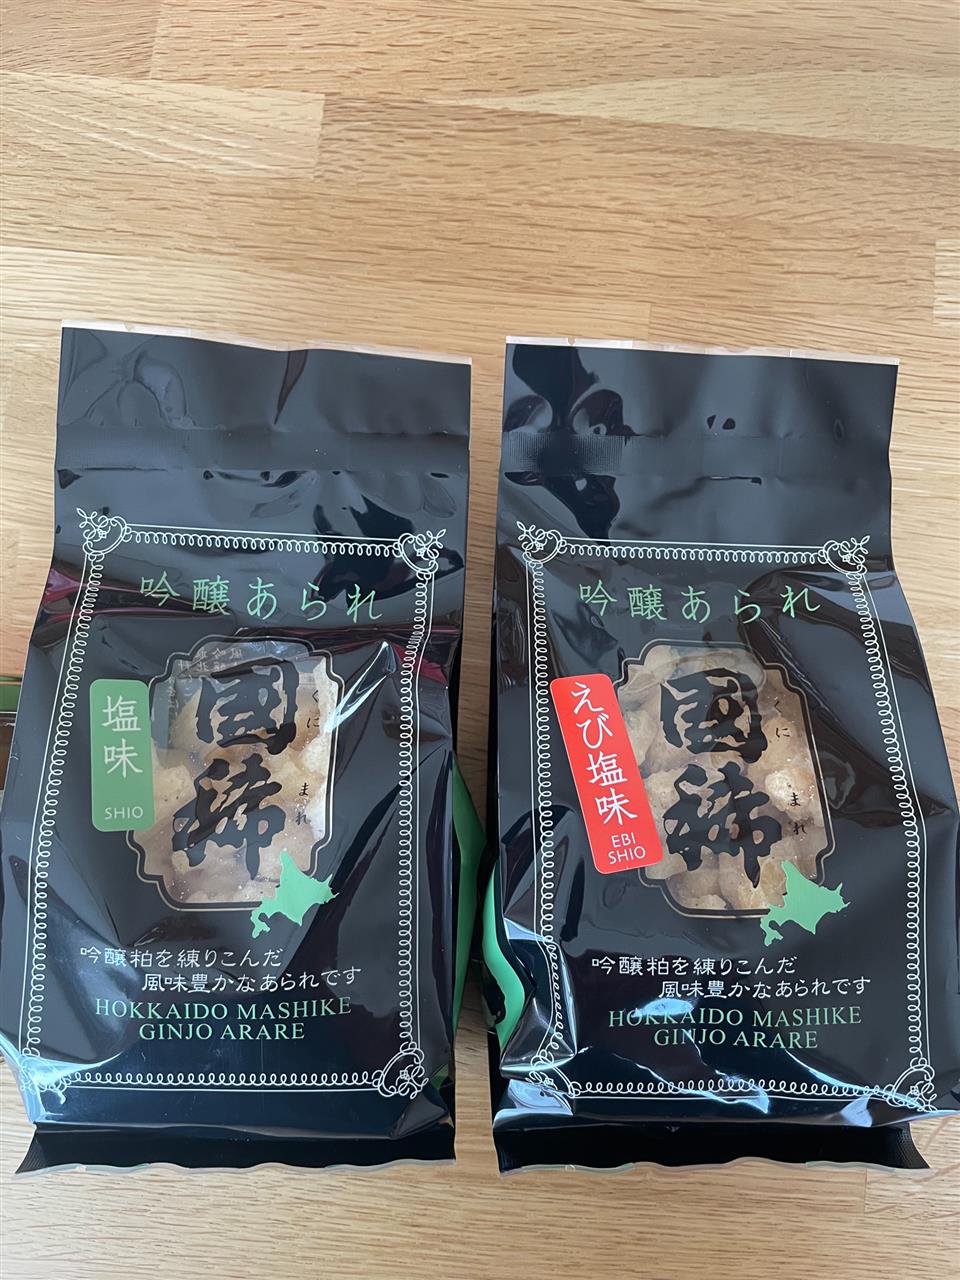 吟醸あられ
塩味
SHIO
国稀
くにまれ
吟醸粕を練りこんだ
風味豊かなあられです
HOKKAIDO MASHIKE
GINJO ARARE
吟醸あられ
えび塩味
EBI
SHIO
国稀
くにまれ
吟醸粕を練りこんだ
風味豊かなあられです
HOKKAIDO MASHIKE
GINJO ARARE